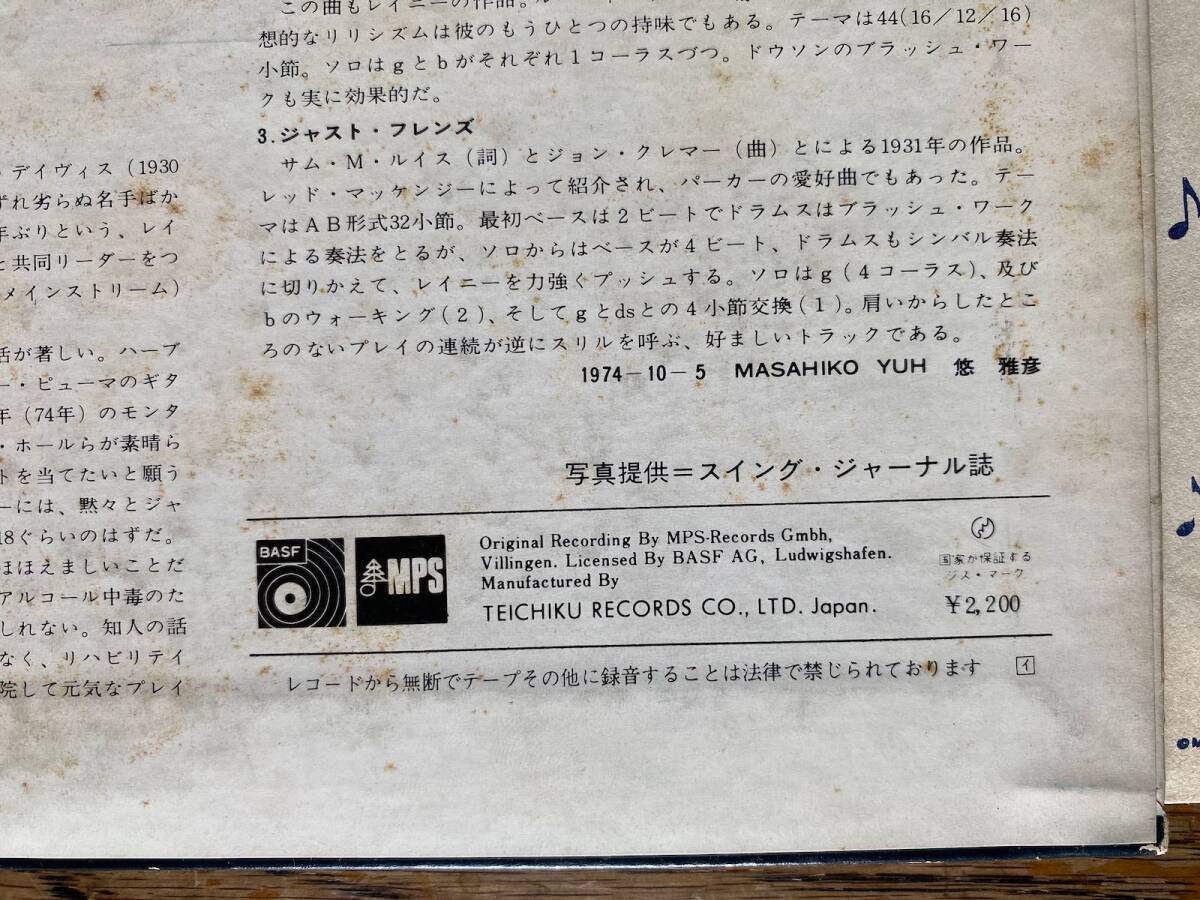 デイヴィス (1930
ずれ劣らぬ名手ばか
年ぶりという、レイ
と共同リーダーをつ
メインストリーム)
活が著しい。ハーブ
ー・ピューマのギタ
年 (74年) のモンタ
・ホールらが素晴ら
トを当てたいと願う
ーには、黙々とジャ
18ぐらいのはずだ。
ほほえましいことだ
アルコール中毒のた
しれない。知人の話
なく、リハビリテイ
院して元気なプレイ
この曲もレイニーの作品。
想的なリリシズムは彼のもうひとつの持味でもある。テーマは44(16/12/16)
小節。ソロはgとbがそれぞれ1コーラスづつ。ドウソンのブラッシュ・ワー
クも実に効果的だ。
3.ジャスト・フレンズ
サム・M・ルイス (詞) とジョン・クレマー (曲) とによる1931年の作品。
レッド・マッケンジーによって紹介され、パーカーの愛好曲でもあった。テー
マはAB形式32小節。最初ベースは2ビートでドラムスはブラッシュ・ワーク
による奏法をとるが、ソロからはベースが4ビート、ドラムスもシンバル奏法
に切りかえて、レイニーを力強くプッシュする。ソロはg (4コーラス)、及び
bのウォーキング(2)、そしてgとdsとの4小節交換(1)。肩いからしたとこ
ろのないプレイの連続が逆にスリルを呼ぶ、好ましいトラックである。
1974-10-5 MASAHIKO YUH 悠 雅彦
写真提供=スイング・ジャーナル誌
BASF
MPS
Original Recording By MPS-Records Gmbh,
Villingen. Licensed By BASF AG, Ludwigshafen.
Manufactured By
TEICHIKU RECORDS CO., LTD. Japan.
国家が保証する
ジス・マーク
¥2,200
レコードから無断でテープその他に録音することは法律で禁じられております イ